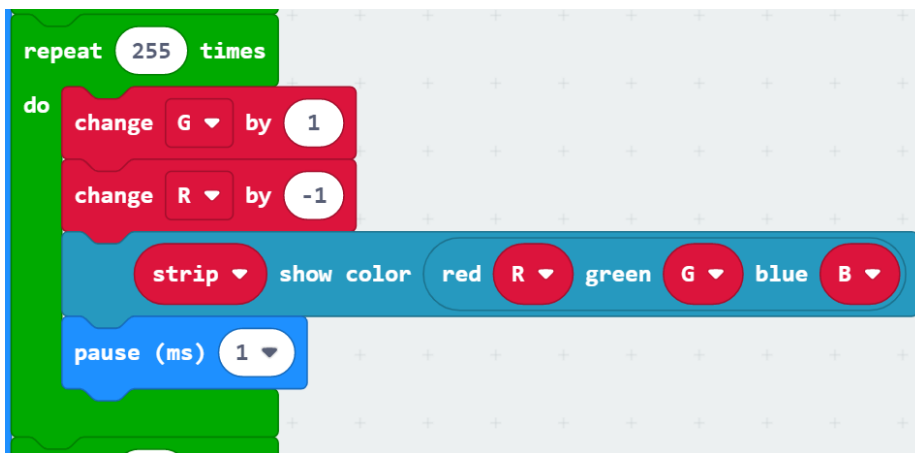 repeat 255 times
do
change G by 1
change R by -1
strip show color red R green G blue B
pause (ms) 1